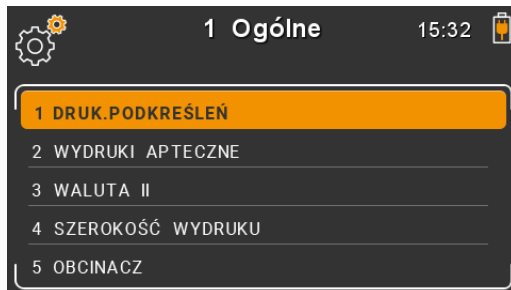 1 Ogólne 15:32
1 DRUK.PODKREŚLEŃ
2 WYDRUKI APTECZNE
3 WALUTA II
4 SZEROKOŚĆ WYDRUKU
5 OBCINACZ